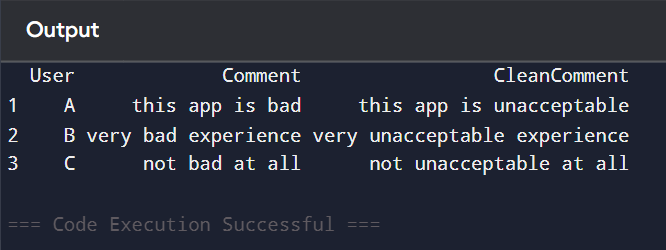 Output
User Comment CleanComment
1 A this app is bad this app is unacceptable
2 B very bad experience very unacceptable experience
3 C not bad at all not unacceptable at all
=== Code Execution Successful ===